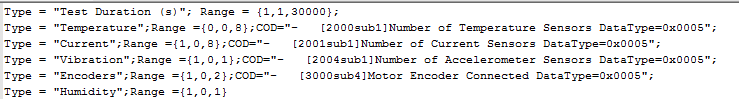 Type = "Test Duration (s)"; Range = {1,1,30000};
Type = "Temperature";Range ={0,0,8};COD="-   [2000sub1]Number of Temperature Sensors DataType=0x0005";
Type = "Current";Range ={1,0,8};COD="-   [2001sub1]Number of Current Sensors DataType=0x0005";
Type = "Vibration";Range ={1,0,1};COD="-   [2004sub1]Number of Accelerometer Sensors DataType=0x0005";
Type = "Encoders";Range ={1,0,2};COD="-   [3000sub4]Motor Encoder Connected DataType=0x0005";
Type = "Humidity";Range ={1,0,1}